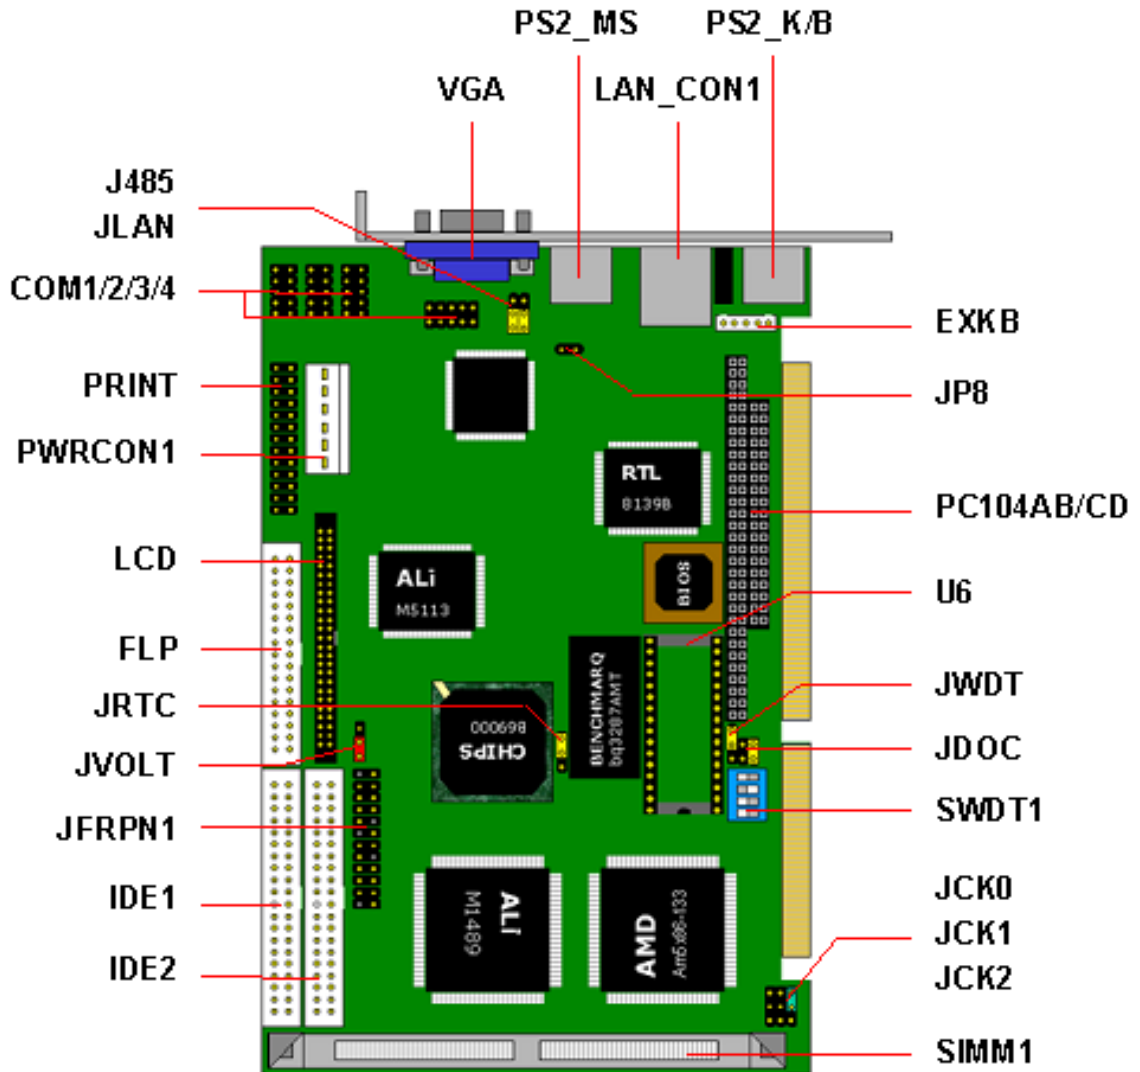 PS2_MS
PS2_K/B
VGA
LAN_CON1
J485
JLAN
COM1/2/3/4
EXKB
PRINT
JP8
PWRCON1
RTL
8139B
PC104AB/CD
LCD
ALi
M5113
BIOS
U6
FLP
BENCHMARQ
bq3287AMT
JWDT
JRTC
CHIPS
B69000
JDOC
JVOLT
SWDT1
JFRPN1
JCK0
IDE1
ALi
M1489
AMD
Am5x86-133
JCK1
IDE2
JCK2
SIMM1